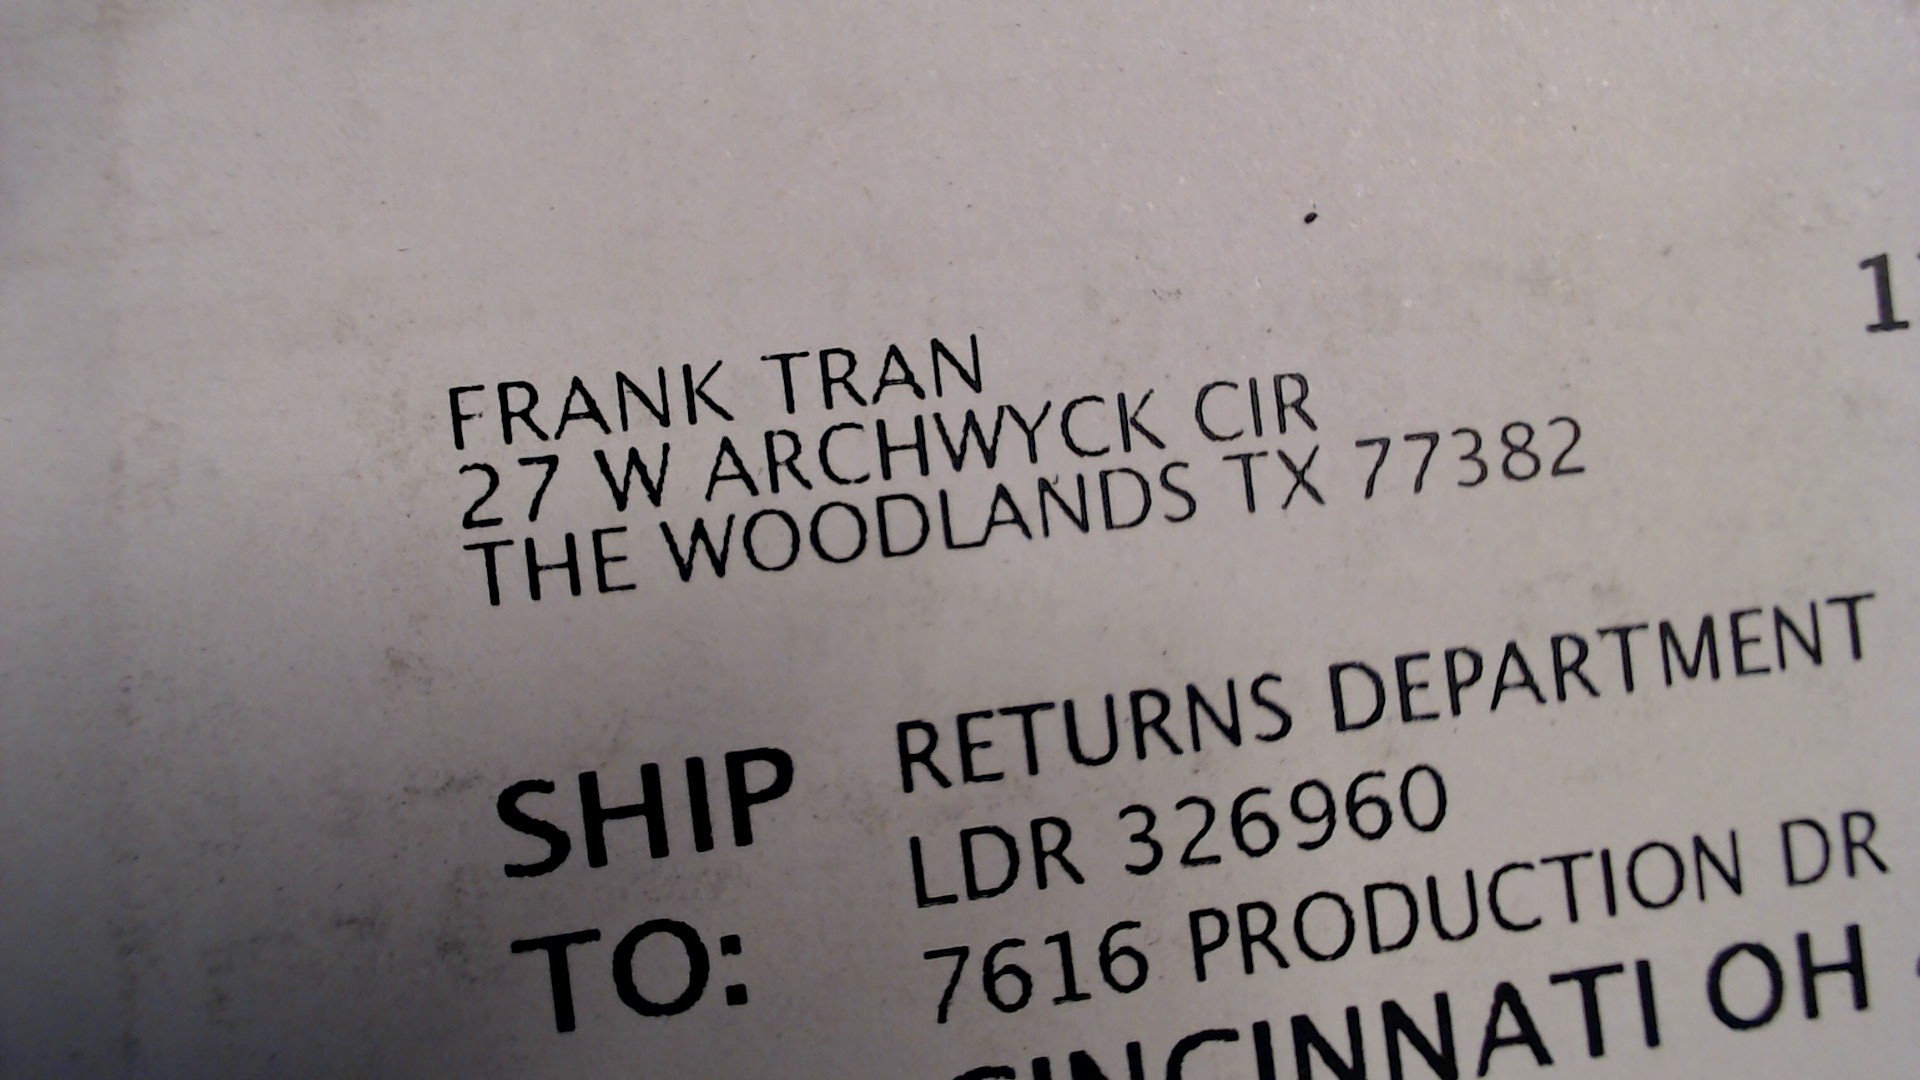 FRANK TRAN
27 W ARCHWYCK CIR
THE WOODLANDS TX 77382
SHIP
TO:
RETURNS DEPARTMENT
LDR 326960
7616 PRODUCTION DR
CINCINNATI OH